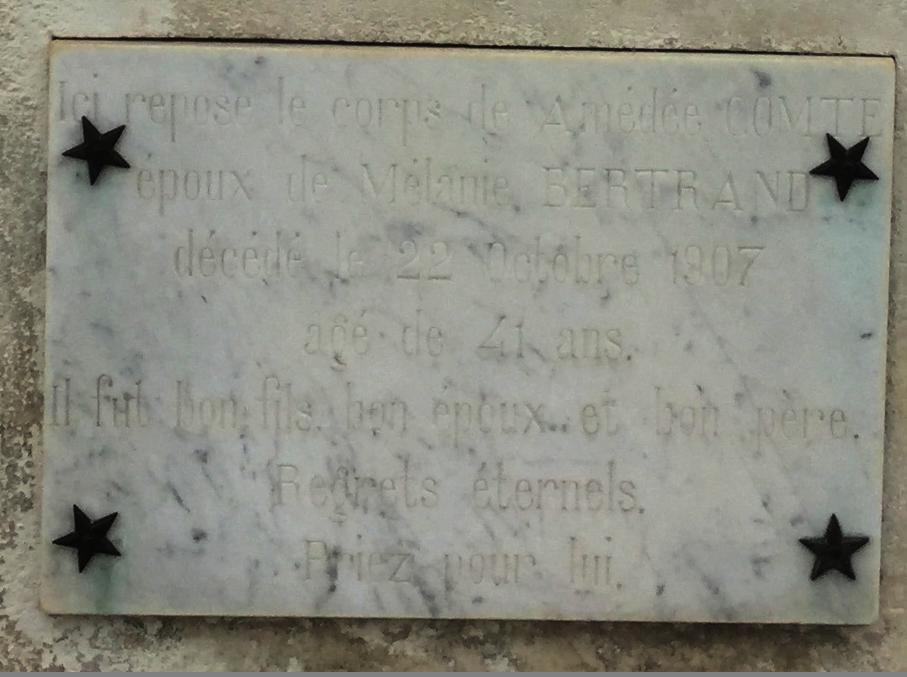 Ici repose le corps de Amédée COMTE
époux de Mélanie BERTRAND
décédé le 22 Octobre 1907
agé de 41 ans.
Il fut bon fils, bon époux et bon père.
Regrets éternels.
Priez pour lui.